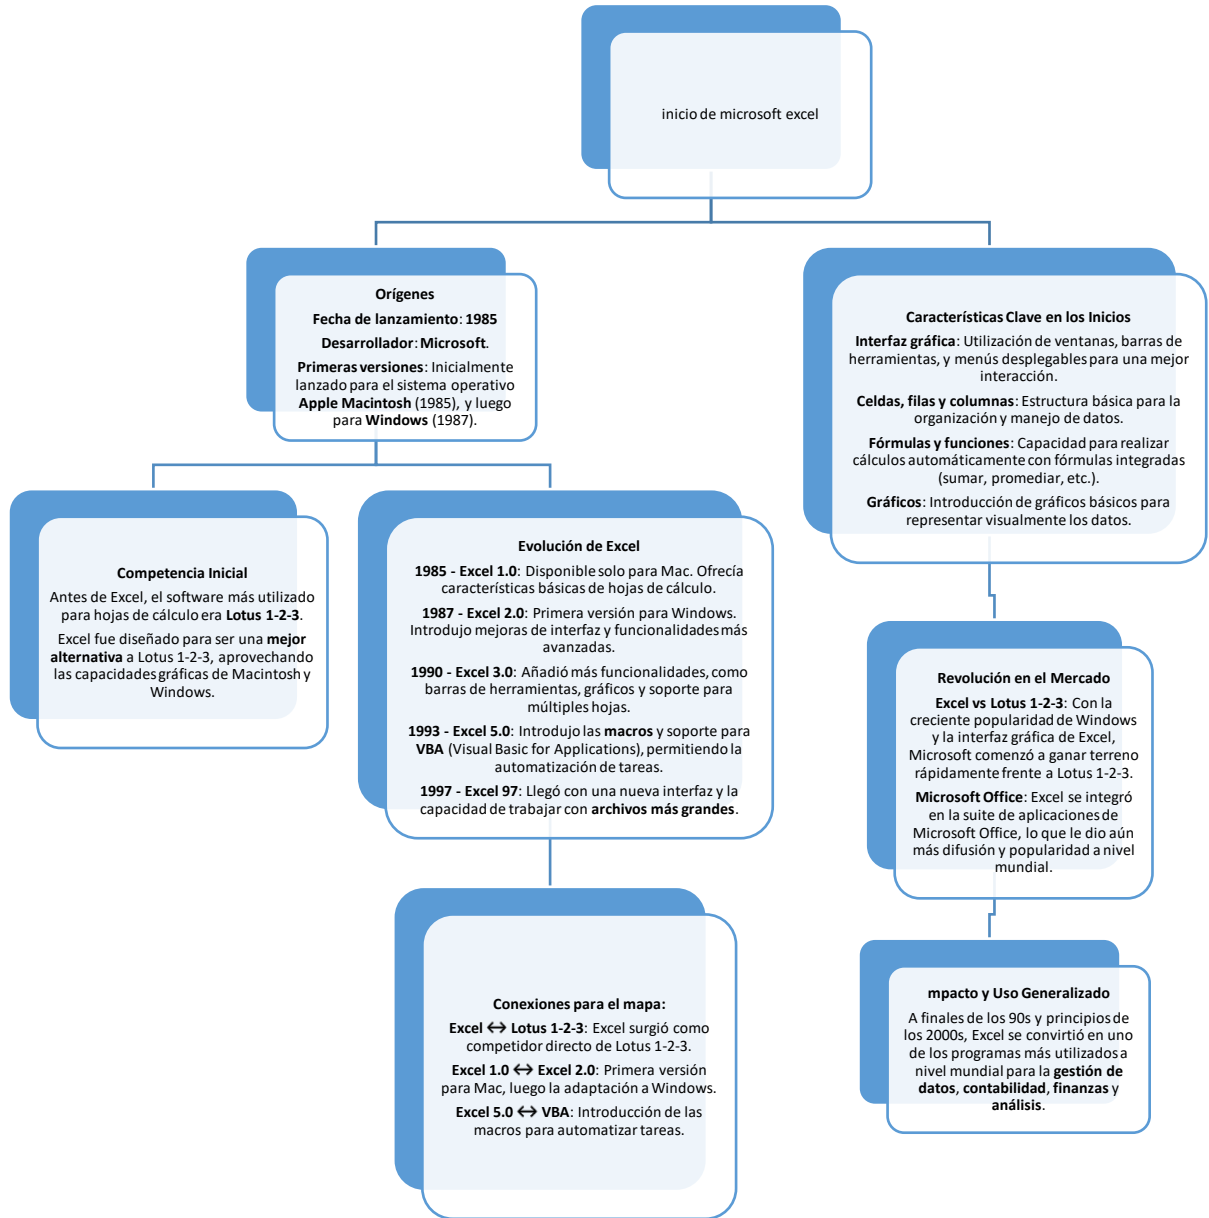 inicio de microsoft excel
Orígenes
Fecha de lanzamiento: 1985
Desarrollador: Microsoft.
Primeras versiones: Inicialmente
lanzado para el sistema operativo
Apple Macintosh (1985), y luego
para Windows (1987).
Competencia Inicial
Antes de Excel, el software más utilizado
para hojas de cálculo era Lotus 1-2-3.
Excel fue diseñado para ser una mejor
alternativa a Lotus 1-2-3, aprovechando
las capacidades gráficas de Macintosh y
Windows.
Evolución de Excel
1985 - Excel 1.0: Disponible solo para Mac. Ofrecía
características básicas de hojas de cálculo.
1987 - Excel 2.0: Primera versión para Windows.
Introdujo mejoras de interfaz y funcionalidades más
avanzadas.
1990 - Excel 3.0: Añadió más funcionalidades, como
barras de herramientas, gráficos y soporte para
múltiples hojas.
1993 - Excel 5.0: Introdujo las macros y soporte para
VBA (Visual Basic for Applications), permitiendo la
automatización de tareas.
1997 - Excel 97: Llegó con una nueva interfaz y la
capacidad de trabajar con archivos más grandes.
Conexiones para el mapa:
Excel ↔ Lotus 1-2-3: Excel surgió como
competidor directo de Lotus 1-2-3.
Excel 1.0 ↔ Excel 2.0: Primera versión
para Mac, luego la adaptación a Windows.
Excel 5.0 ↔ VBA: Introducción de las
macros para automatizar tareas.
Características Clave en los Inicios
Interfaz gráfica: Utilización de ventanas, barras de
herramientas, y menús desplegables para una mejor
interacción.
Celdas, filas y columnas: Estructura básica para la
organización y manejo de datos.
Fórmulas y funciones: Capacidad para realizar
cálculos automáticamente con fórmulas integradas
(sumar, promediar, etc.).
Gráficos: Introducción de gráficos básicos para
representar visualmente los datos.
Revolución en el Mercado
Excel vs Lotus 1-2-3: Con la
creciente popularidad de Windows
y la interfaz gráfica de Excel,
Microsoft comenzó a ganar terreno
rápidamente frente a Lotus 1-2-3.
Microsoft Office: Excel se integró
en la suite de aplicaciones de
Microsoft Office, lo que le dio aún
más difusión y popularidad a nivel
mundial.
mpacto y Uso Generalizado
A finales de los 90s y principios de
los 2000s, Excel se convirtió en uno
de los programas más utilizados a
nivel mundial para la gestión de
datos, contabilidad, finanzas y
análisis.